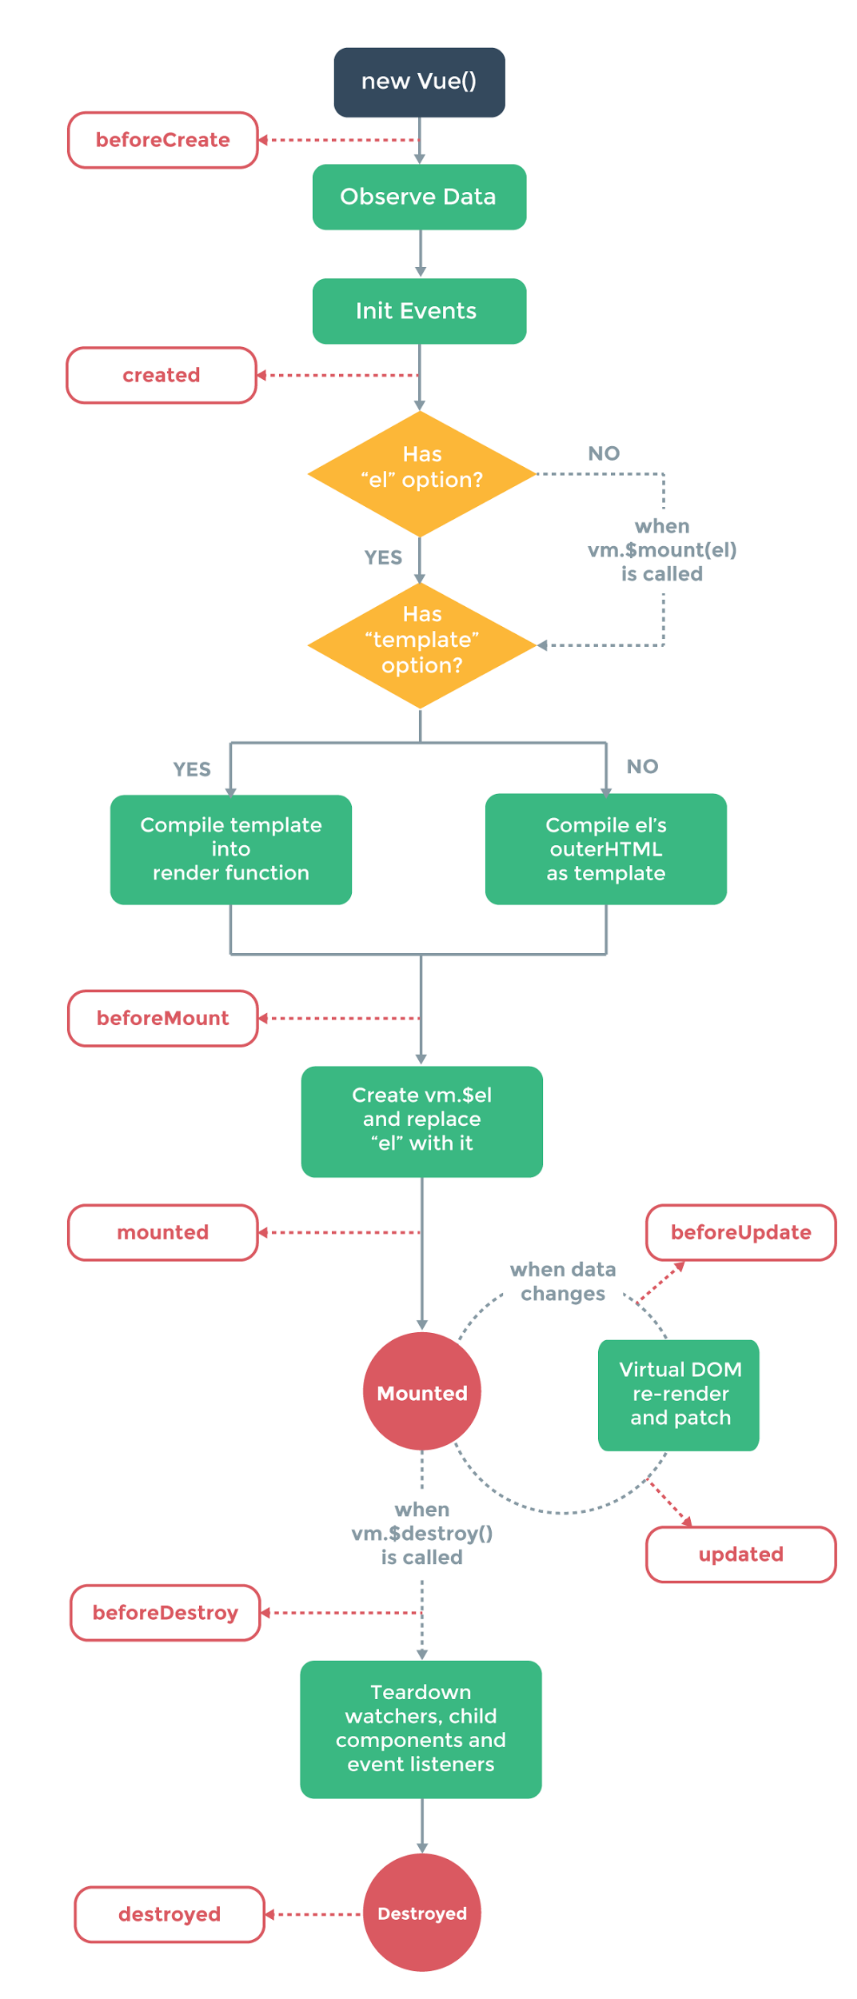 new Vue()
beforeCreate
Observe Data
Init Events
created
Has
“el” option?
NO
when
vm.$mount(el)
is called
YES
Has
“template”
option?
YES
NO
Compile template
into
render function
Compile el’s
outerHTML
as template
beforeMount
Create vm.$el
and replace
“el” with it
mounted
beforeUpdate
when data
changes
Mounted
Virtual DOM
re-render
and patch
when
vm.$destroy()
is called
updated
beforeDestroy
Teardown
watchers, child
components and
event listeners
destroyed
Destroyed